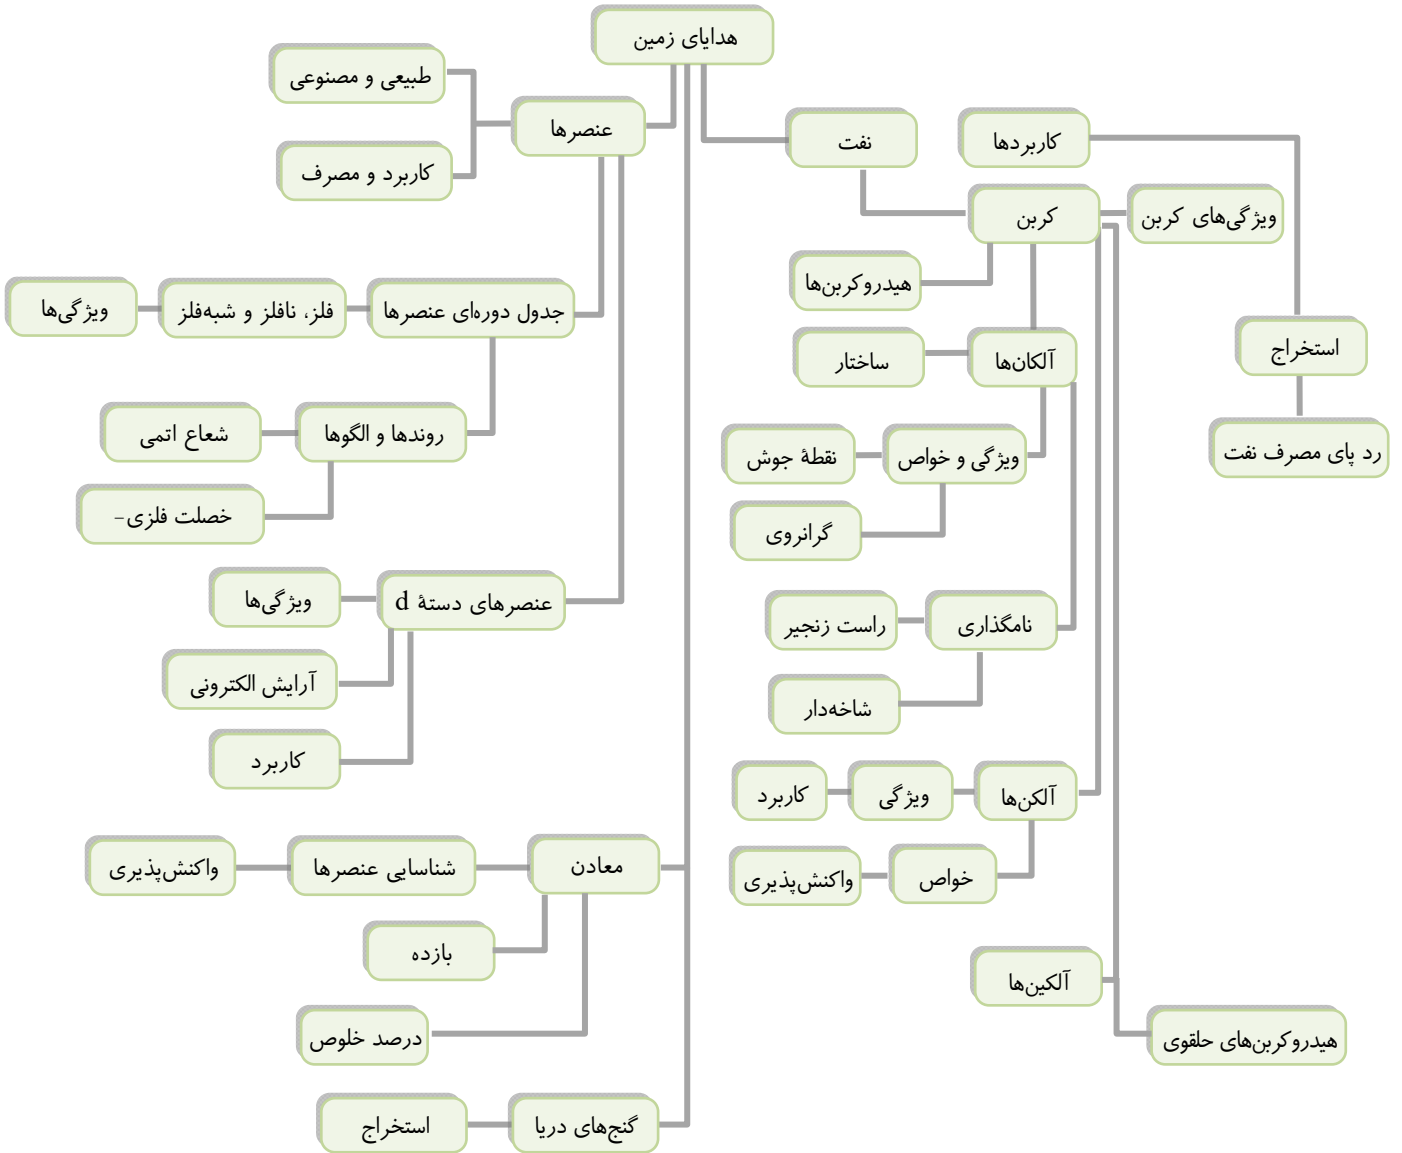 هدایای زمین
طبیعی و مصنوعی
عنصرها
کاربرد و مصرف
نفت
کاربردها
کربن
ویژگی‌های کربن
هیدروکربن‌ها
جدول دوره‌ای عنصرها
فلز، نافلز و شبه‌فلز
ویژگی‌ها
آلکان‌ها
ساختار
استخراج
روندها و الگوها
شعاع اتمی
ویژگی و خواص
نقطهٔ جوش
رد پای مصرف نفت
خصلت فلزی-
گرانروی
عنصرهای دستهٔ d
ویژگی‌ها
نامگذاری
راست زنجیر
آرایش الکترونی
شاخه‌دار
کاربرد
آلکن‌ها
ویژگی
کاربرد
معادن
شناسایی عنصرها
واکنش‌پذیری
خواص
واکنش‌پذیری
بازده
آلکین‌ها
درصد خلوص
هیدروکربن‌های حلقوی
گنج‌های دریا
استخراج